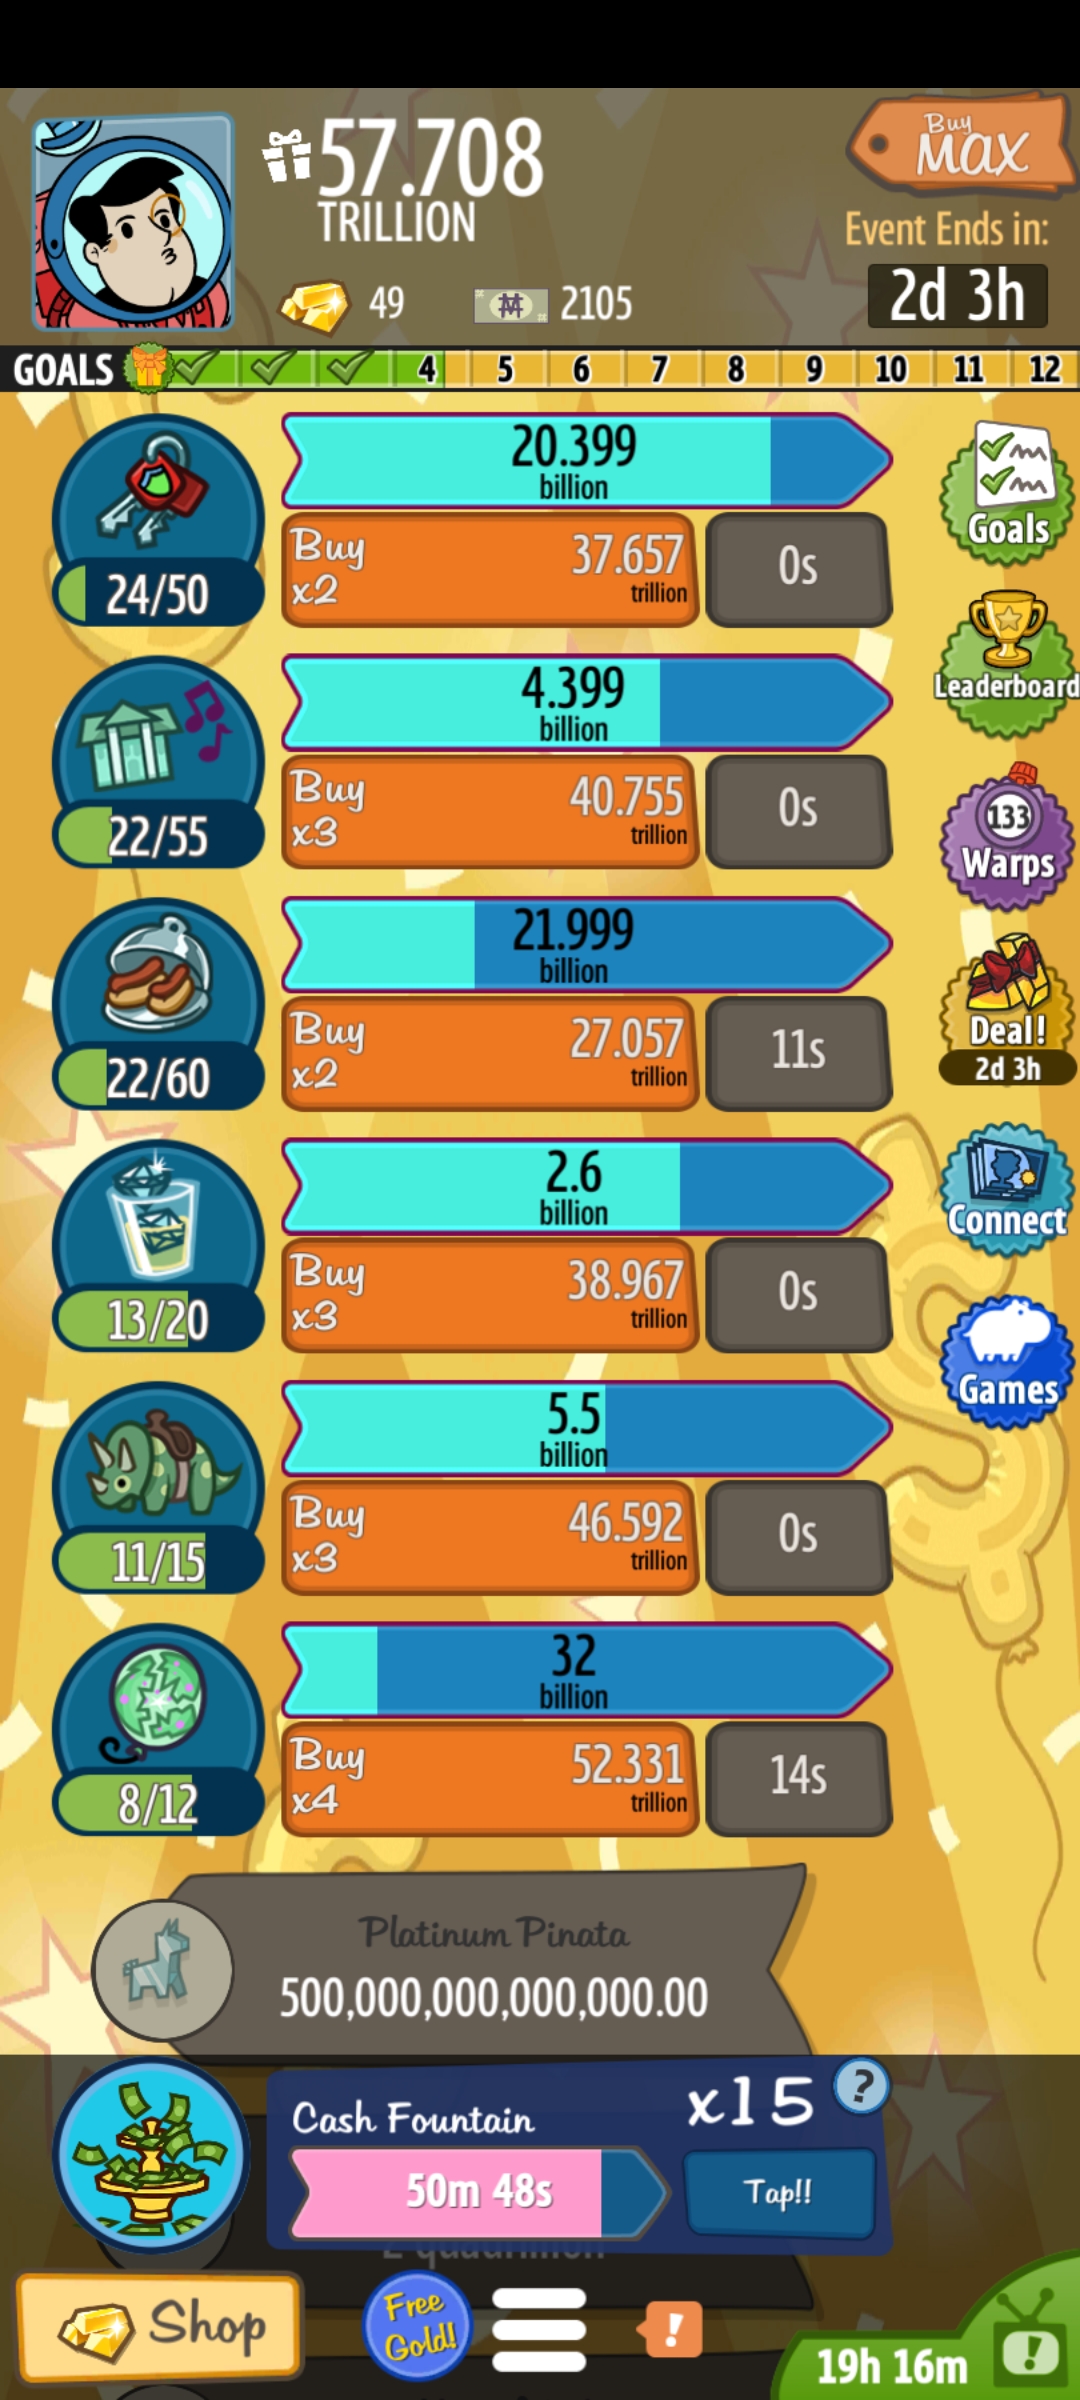 57.708
TRILLION
Buy
MAX
Event Ends in:
2d 3h
49
2105
GOALS 4 5 6 7 8 9 10 11 12
20.399
billion
Buy
x2
37.657
trillion
0s
24/50
Goals
4.399
billion
Leaderboard
Buy
x3
40.755
trillion
0s
22/55
133
Warps
21.999
billion
Buy
x2
27.057
trillion
11s
22/60
Deal!
2d 3h
2.6
billion
Buy
x3
38.967
trillion
0s
13/20
Connect
Games
5.5
billion
Buy
x3
46.592
trillion
0s
11/15
32
billion
Buy
x4
52.331
trillion
14s
8/12
Platinum Pinata
500,000,000,000,000.00
Cash Fountain
x15
?
50m 48s
Tap!!
2 quadrillion
Shop
Free
Gold!
!
19h 16m
!